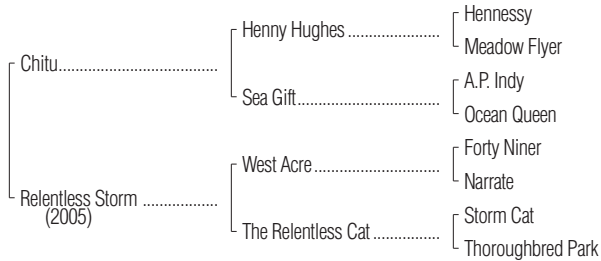 Hennessy
Henny Hughes ....................
Meadow Flyer
Chitu...................................
A.P. Indy
Sea Gift...............................
Ocean Queen
Forty Niner
West Acre ...........................
Narrate
Relentless Storm ................
(2005)
Storm Cat
The Relentless Cat..............
Thoroughbred Park